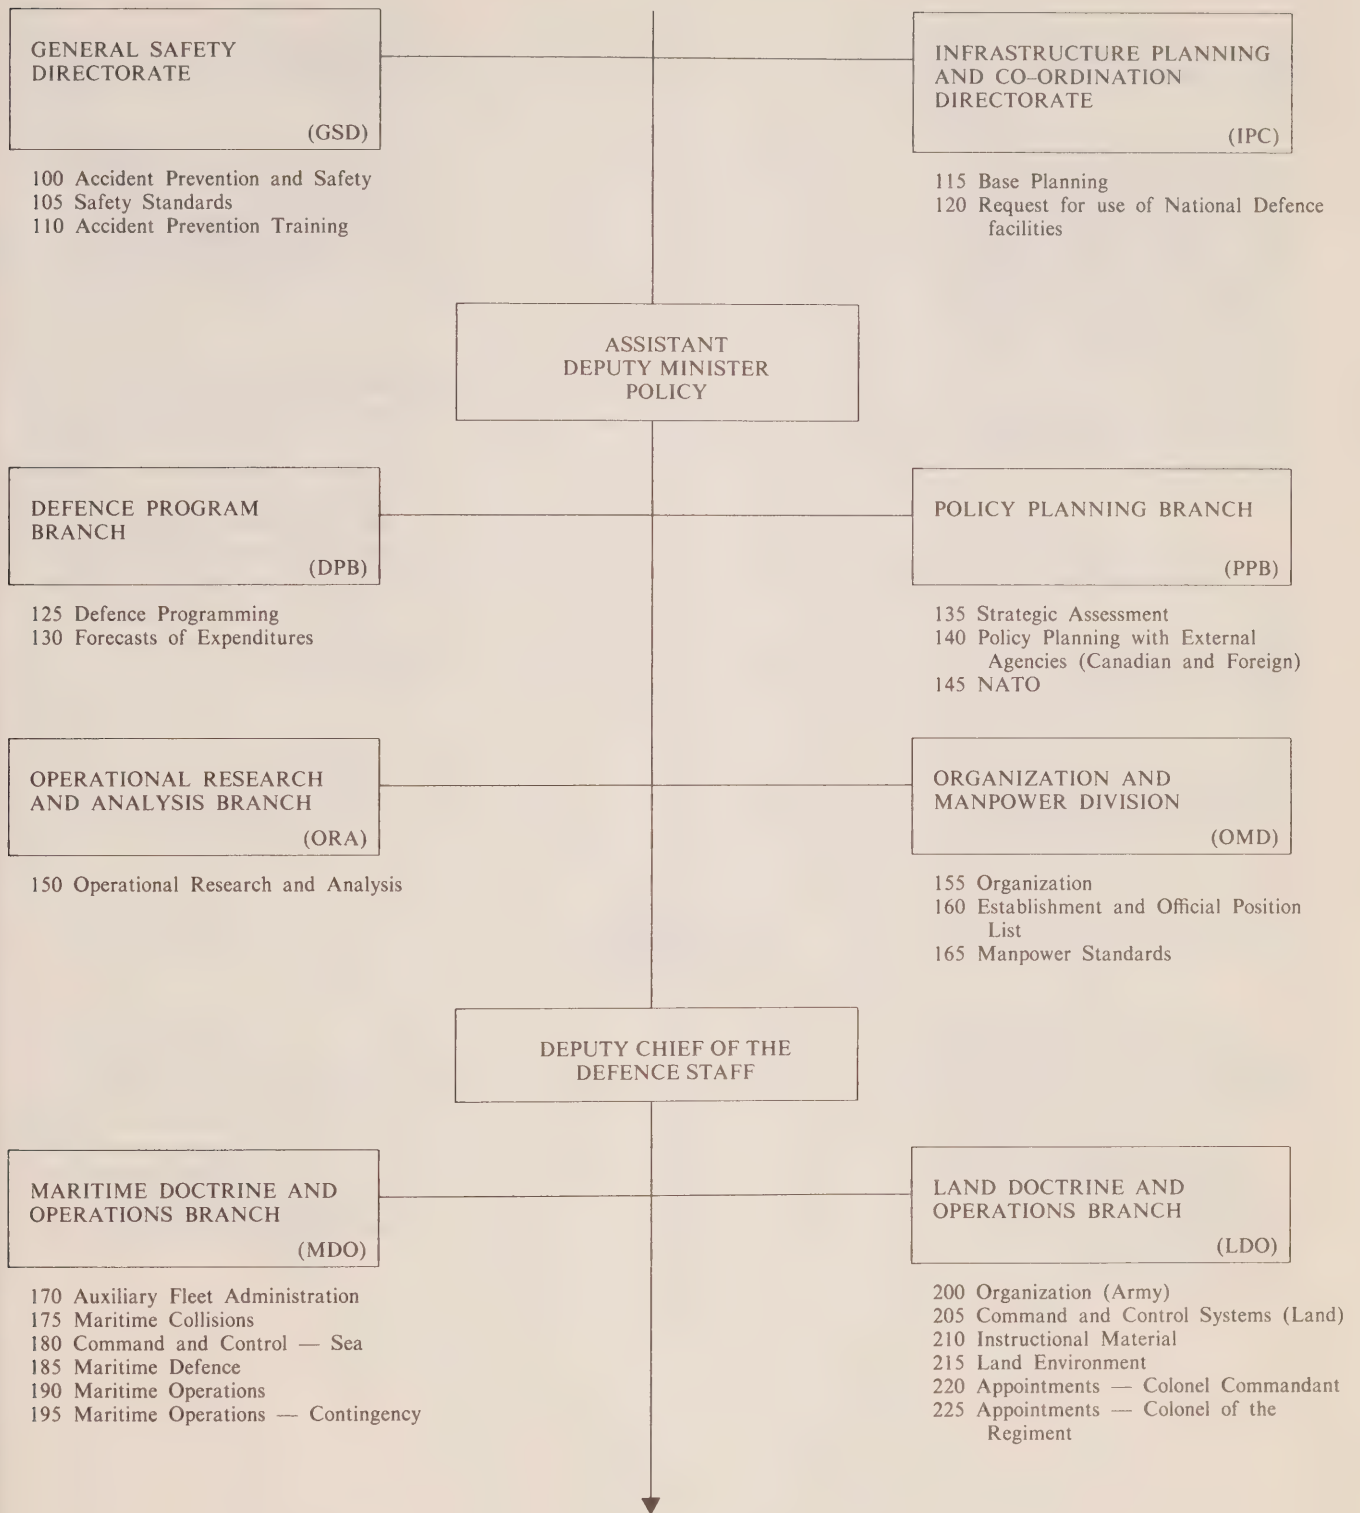 GENERAL SAFETY
DIRECTORATE
(GSD)
100 Accident Prevention and Safety
105 Safety Standards
110 Accident Prevention Training
INFRASTRUCTURE PLANNING
AND CO-ORDINATION
DIRECTORATE
(IPC)
115 Base Planning
120 Request for use of National Defence
facilities
ASSISTANT
DEPUTY MINISTER
POLICY
DEFENCE PROGRAM
BRANCH
(DPB)
125 Defence Programming
130 Forecasts of Expenditures
POLICY PLANNING BRANCH
(PPB)
135 Strategic Assessment
140 Policy Planning with External
Agencies (Canadian and Foreign)
145 NATO
OPERATIONAL RESEARCH
AND ANALYSIS BRANCH
(ORA)
150 Operational Research and Analysis
ORGANIZATION AND
MANPOWER DIVISION
(OMD)
155 Organization
160 Establishment and Official Position
List
165 Manpower Standards
DEPUTY CHIEF OF THE
DEFENCE STAFF
MARITIME DOCTRINE AND
OPERATIONS BRANCH
(MDO)
170 Auxiliary Fleet Administration
175 Maritime Collisions
180 Command and Control — Sea
185 Maritime Defence
190 Maritime Operations
195 Maritime Operations — Contingency
LAND DOCTRINE AND
OPERATIONS BRANCH
(LDO)
200 Organization (Army)
205 Command and Control Systems (Land)
210 Instructional Material
215 Land Environment
220 Appointments — Colonel Commandant
225 Appointments — Colonel of the
Regiment